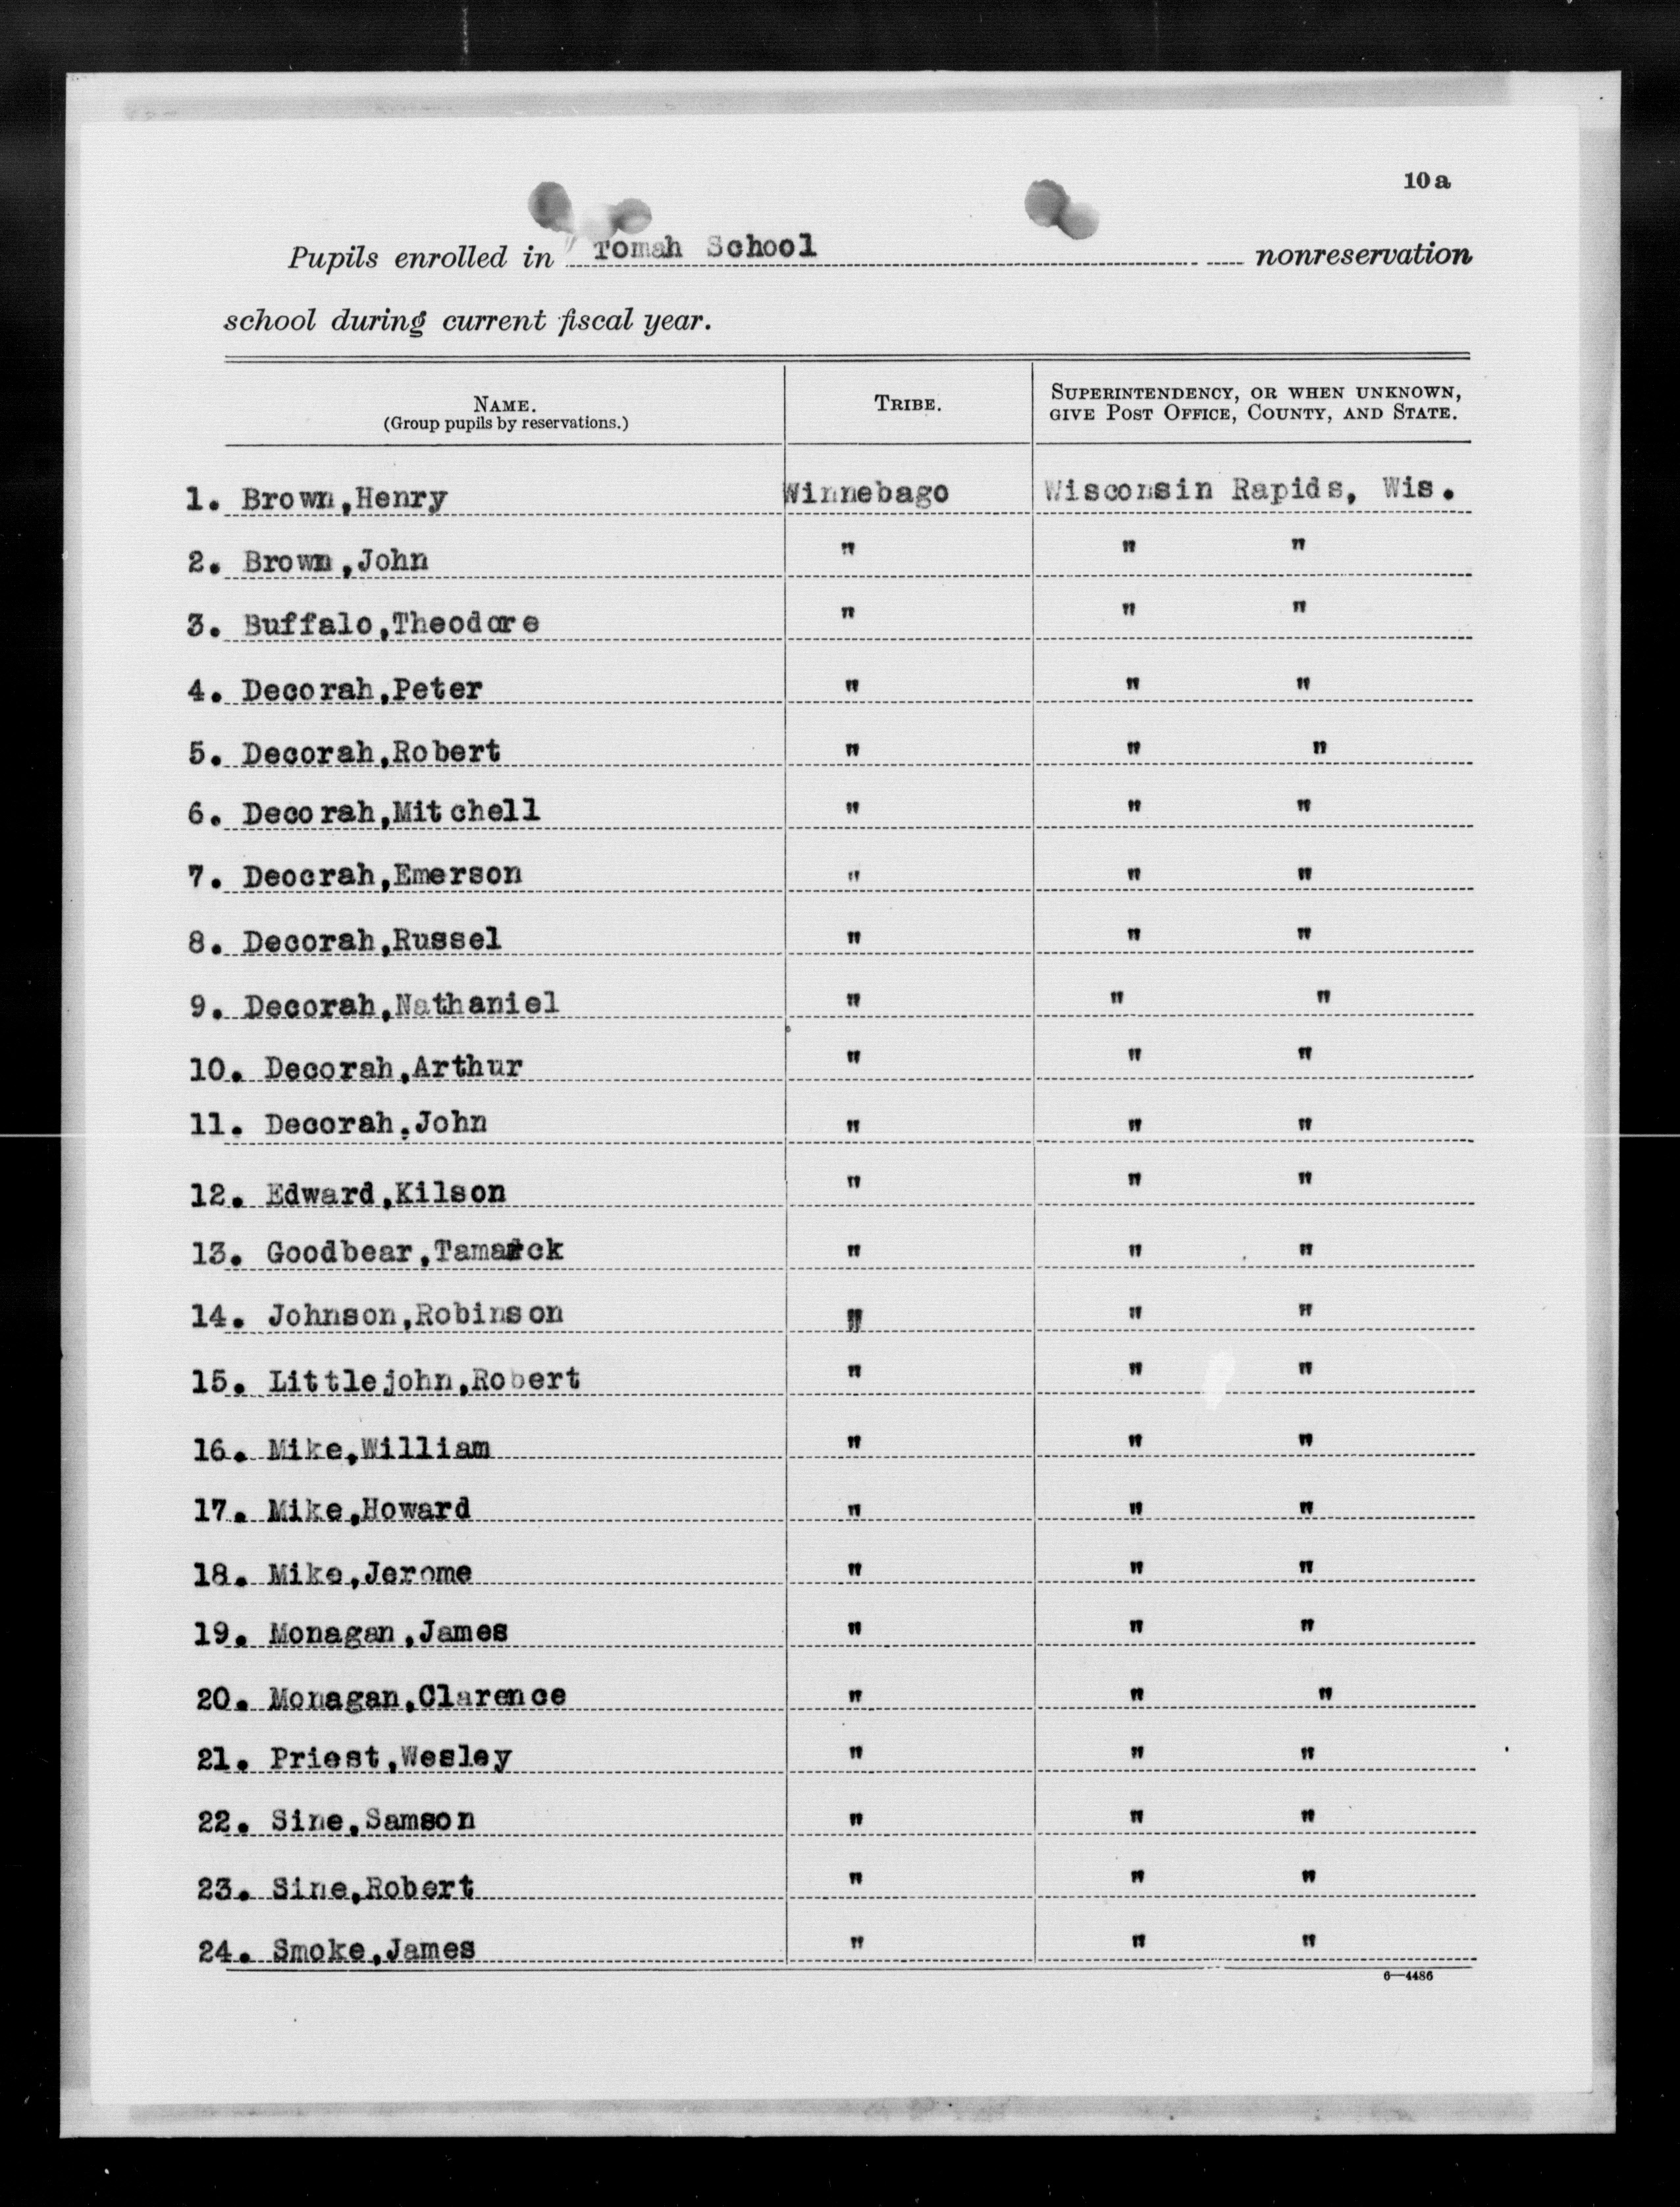 10a
Pupils enrolled in Tomah School nonreservation
school during current fiscal year.
NAME. TRIBE. SUPERINTENDENCY, OR WHEN UNKNOWN,
(Group pupils by reservations.) GIVE POST OFFICE, COUNTY, AND STATE.
1. Brown,Henry Winnebago Wisconsin Rapids, Wis.
2. Brown,John " " "
3. Buffalo,Theodore " " "
4. Decorah,Peter " " "
5. Decorah,Robert " " "
6. Decorah,Mitchell " " "
7. Deocrah,Emerson " " "
8. Decorah,Russel " " "
9. Decorah,Nathaniel " " "
10. Decorah,Arthur " " "
11. Decorah,John " " "
12. Edward,Kilson " " "
13. Goodbear, " " "
14. Johnson,Robinson " " "
15. Littlejohn,Robert " " "
16. Mike,William " " "
17. Mike,Howard " " "
18. Mike,Jerome " " "
19. Monagan,James " " "
20. Monagan,Clarence " " "
21. Priest,Wesley " " "
22. Sine,Samson " " "
23. Sine,Robert " " "
24. Smoke,James " " "
6—4486